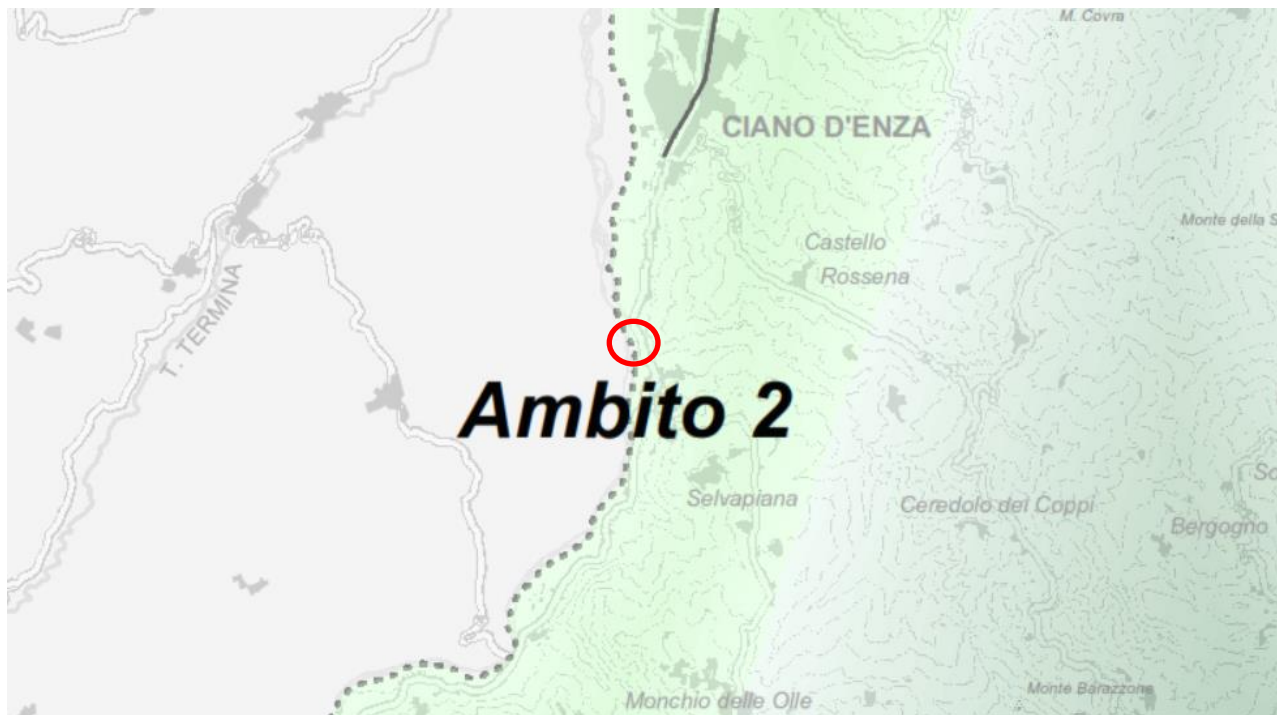 M. Covra
CIANO D'ENZA
Monte della S
Castello
Rossena
T. TERMINA
Ambito 2
Selvapiana
Ceredolo dei Coppi
Sc
Bergogno
Monchio delle Olle
Monte Barazzone